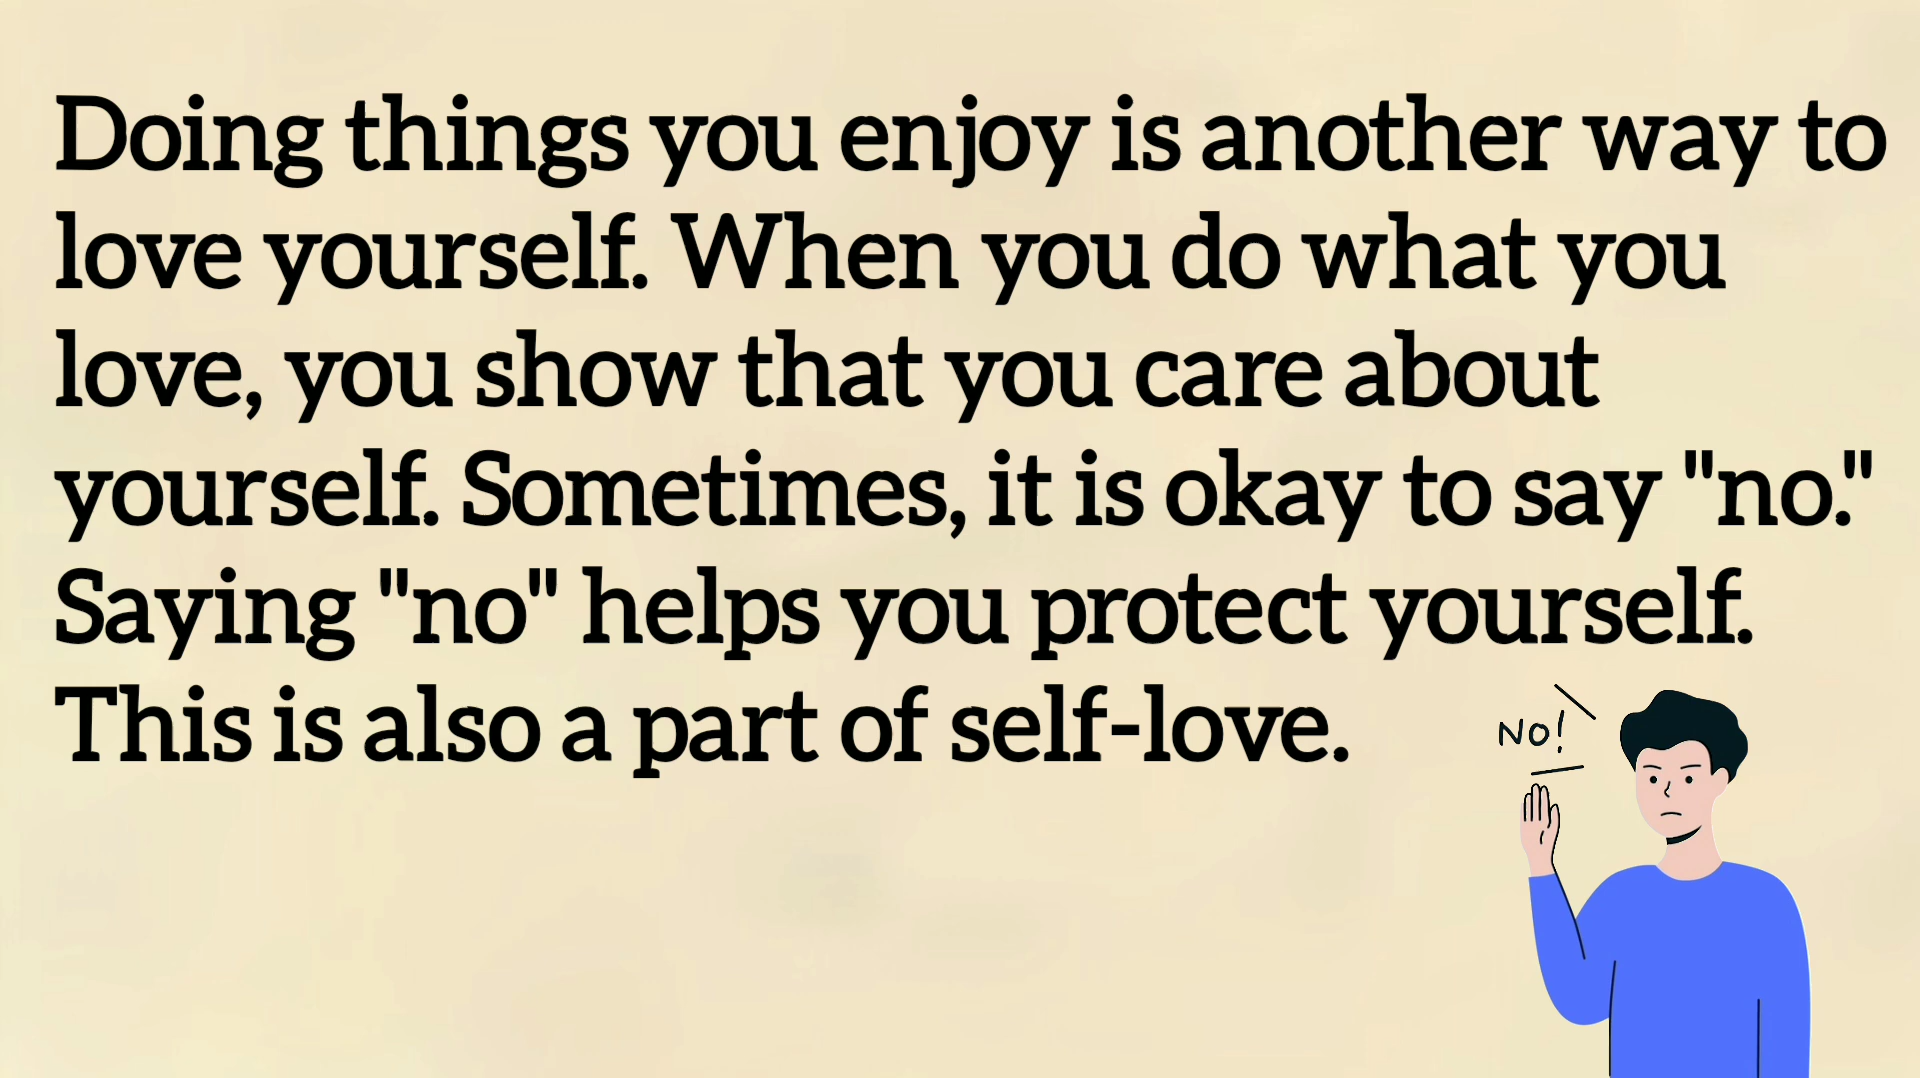 Doing things you enjoy is another way to
love yourself. When you do what you
love, you show that you care about
yourself. Sometimes, it is okay to say "no."
Saying "no" helps you protect yourself.
This is also a part of self-love.
NO!